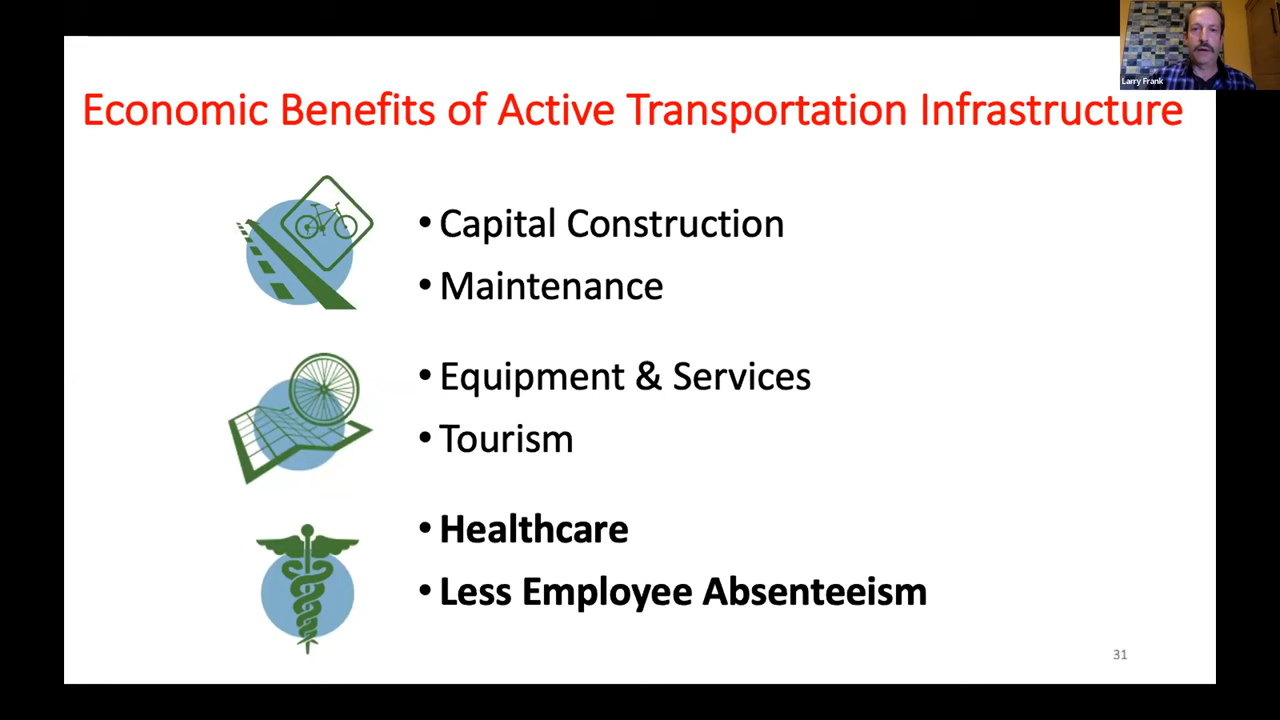 Larry Frank
Economic Benefits of Active Transportation Infrastructure
• Capital Construction
• Maintenance
• Equipment & Services
• Tourism
• Healthcare
• Less Employee Absenteeism
31